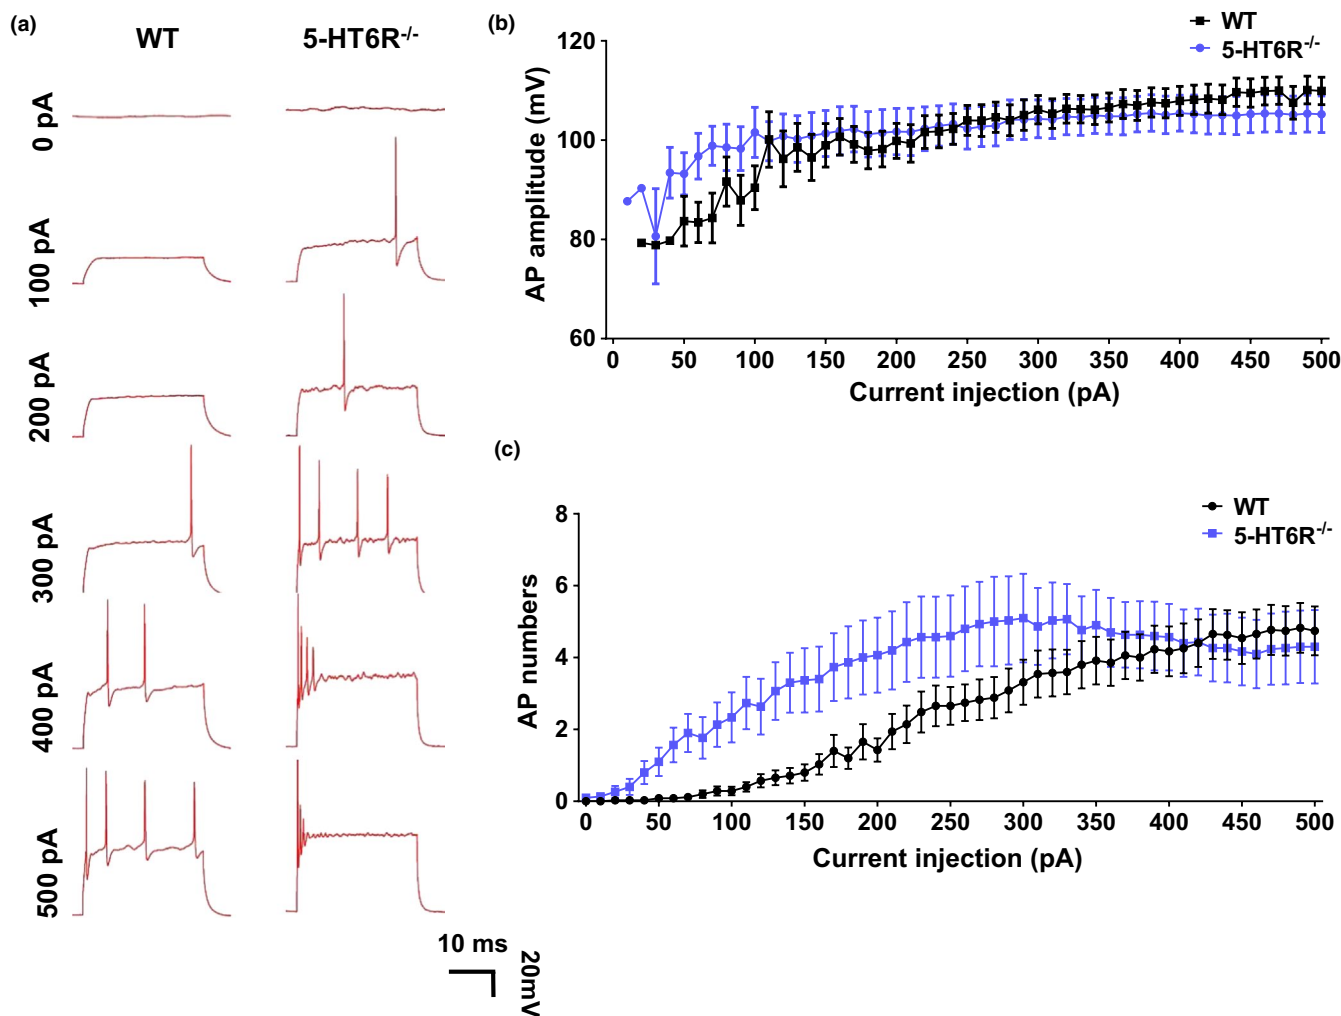 (a)
WT 5-HT6R-/-
0 pA
100 pA
200 pA
300 pA
400 pA
500 pA
10 ms
20mV
(b)
WT
5-HT6R-/-
AP amplitude (mV)
120
100
80
60
0 50 100 150 200 250 300 350 400 450 500
Current injection (pA)
(c)
WT
5-HT6R-/-
AP numbers
8
6
4
2
0
0 50 100 150 200 250 300 350 400 450 500
Current injection (pA)